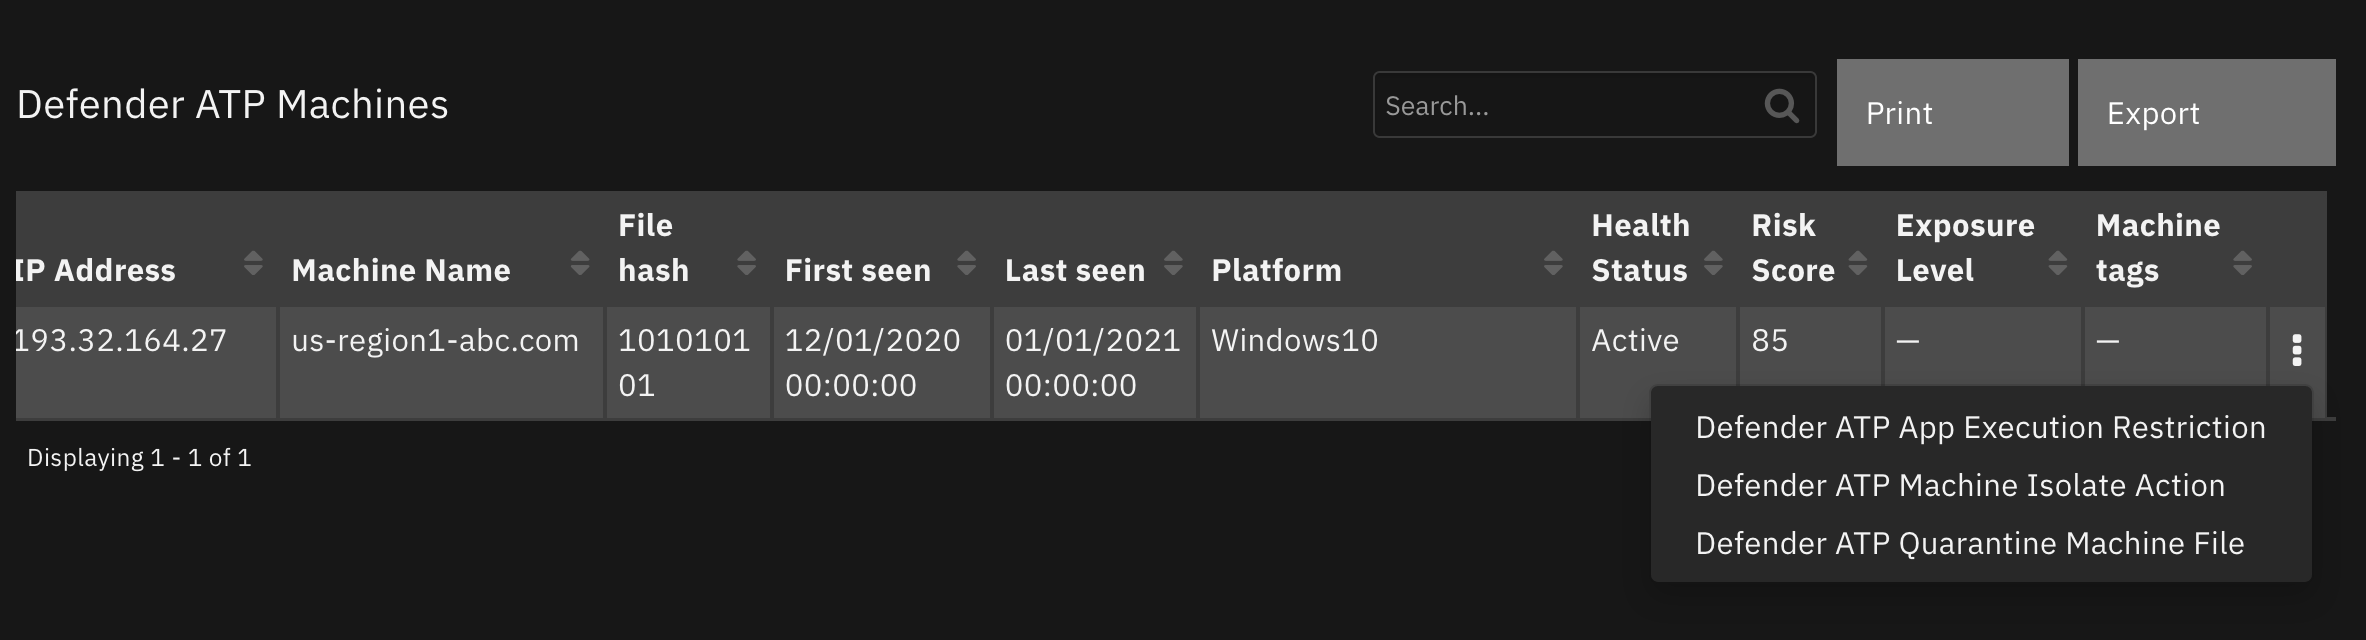 Defender ATP Machines
Search...
Print
Export
IP Address
Machine Name
File
hash
First seen
Last seen
Platform
Health
Status
Risk
Score
Exposure
Level
Machine
tags
193.32.164.27
us-region1-abc.com
1010101
01
12/01/2020
00:00:00
01/01/2021
00:00:00
Windows10
Active
85
—
—
Defender ATP App Execution Restriction
Defender ATP Machine Isolate Action
Defender ATP Quarantine Machine File
Displaying 1 - 1 of 1